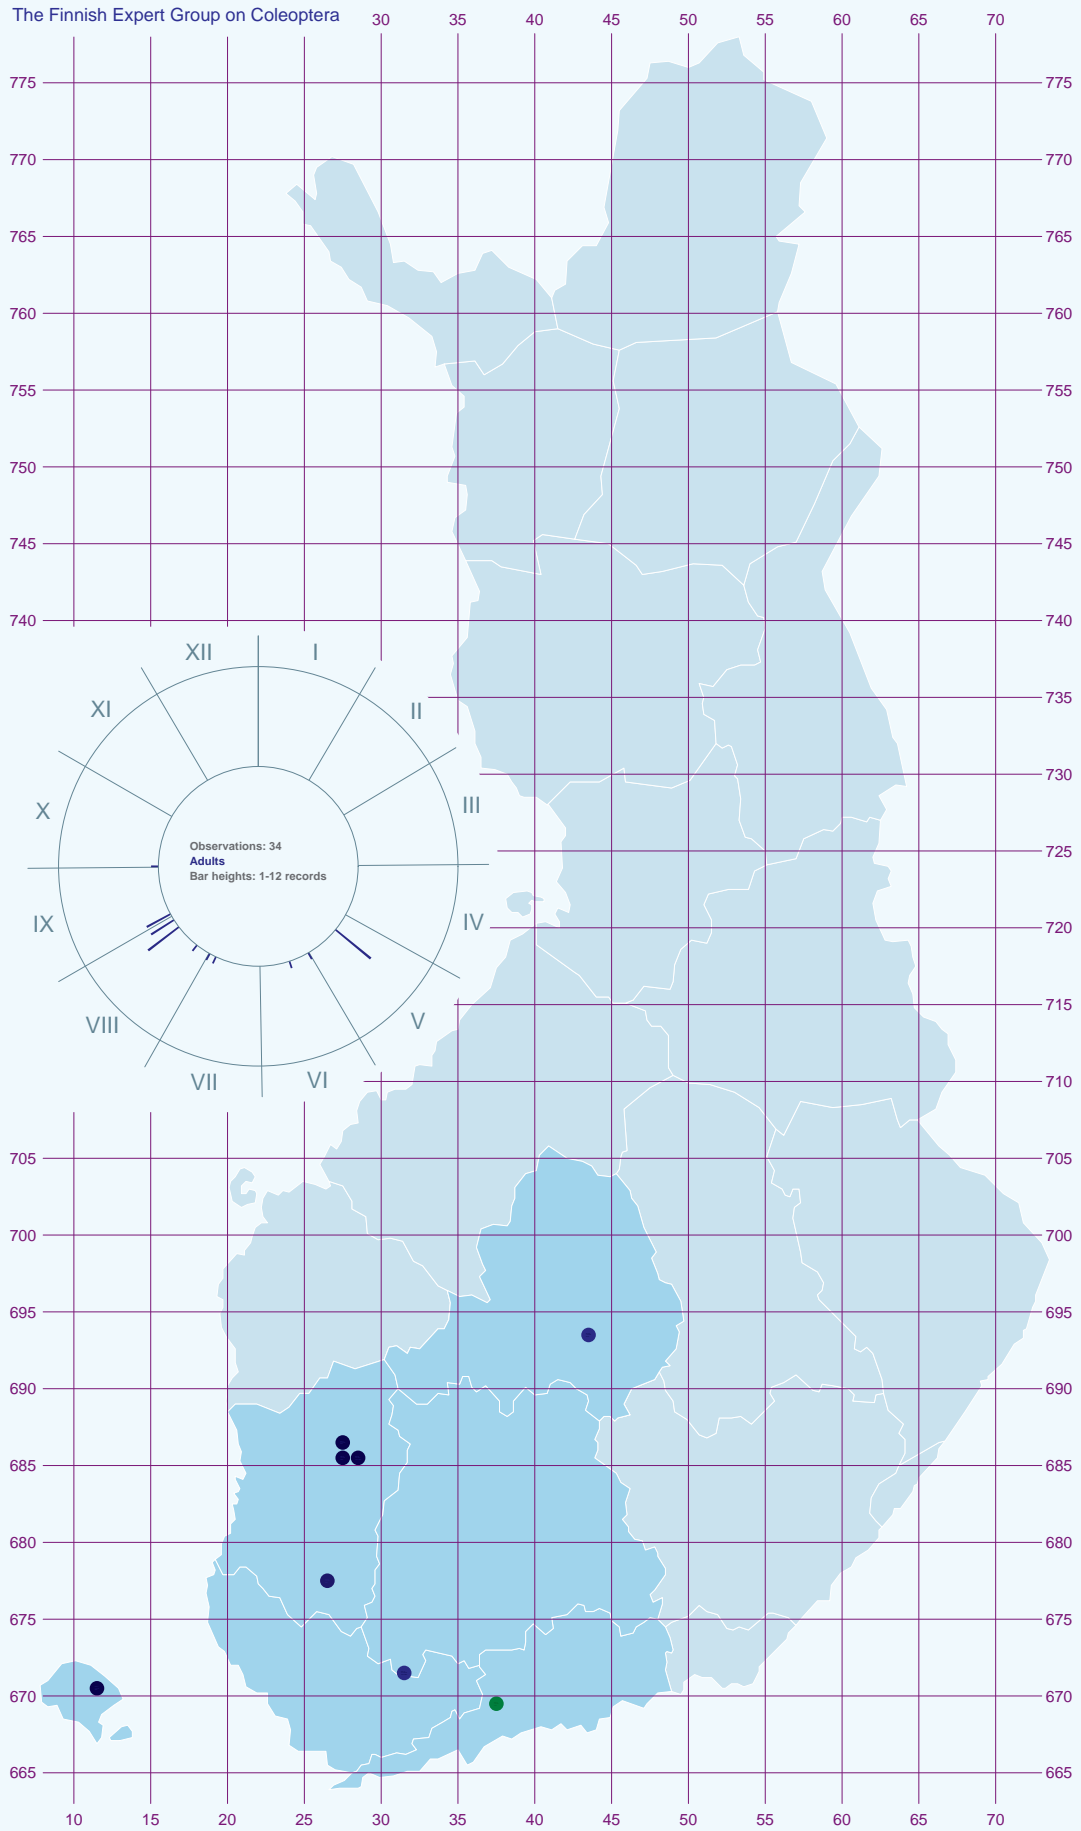 The Finnish Expert Group on Coleoptera
30 35 40 45 50 55 60 65 70
775 775
770 770
765 765
760 760
755 755
750 750
745 745
740 740
XII I
XI II
735
730
X III
725
Observations: 34
Adults
Bar heights: 1-12 records
IX IV
720
VIII V
715
VII VI
710
705 705
700 700
695 695
690 690
685 685
680 680
675 675
670 670
665 665
10 15 20 25 30 35 40 45 50 55 60 65 70